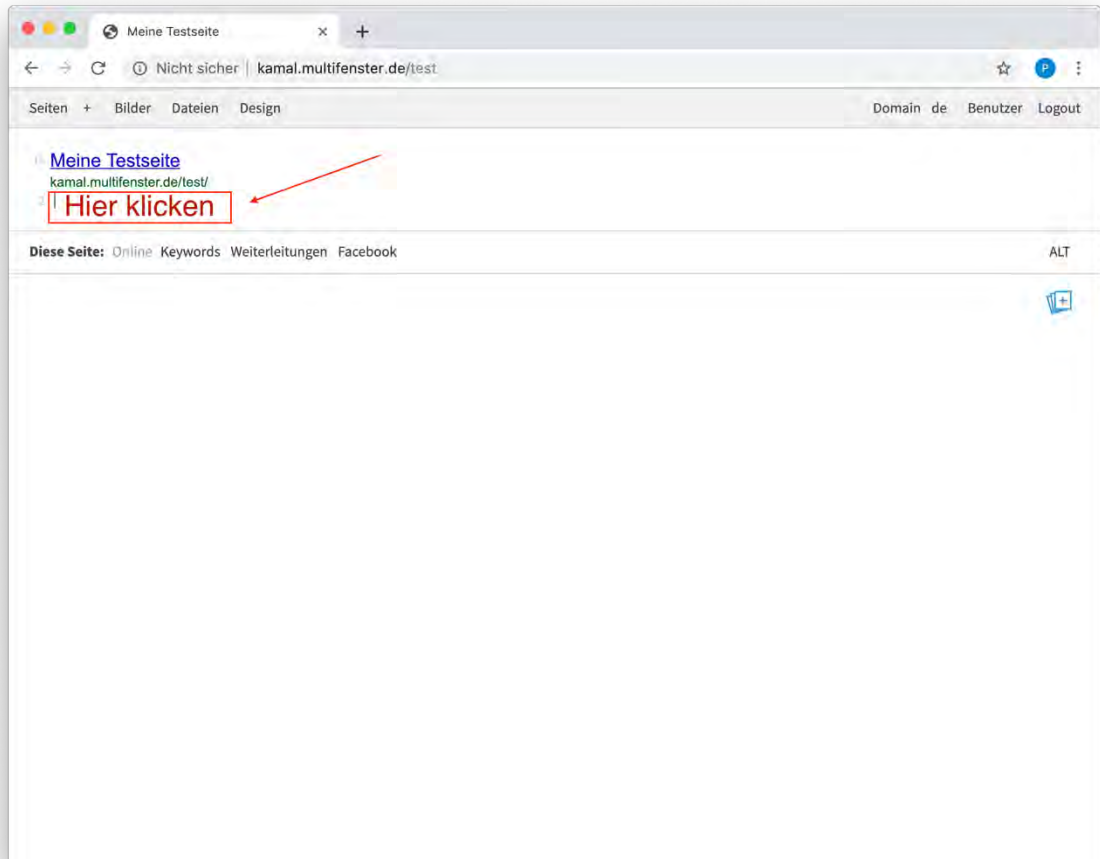 Meine Testseite
Nicht sicher | kamal.multifenster.de/test
P
Seiten + Bilder Dateien Design Domain de Benutzer Logout
Meine Testseite
kamal.multifenster.de/test/
Hier klicken
Diese Seite: Online Keywords Weiterleitungen Facebook ALT